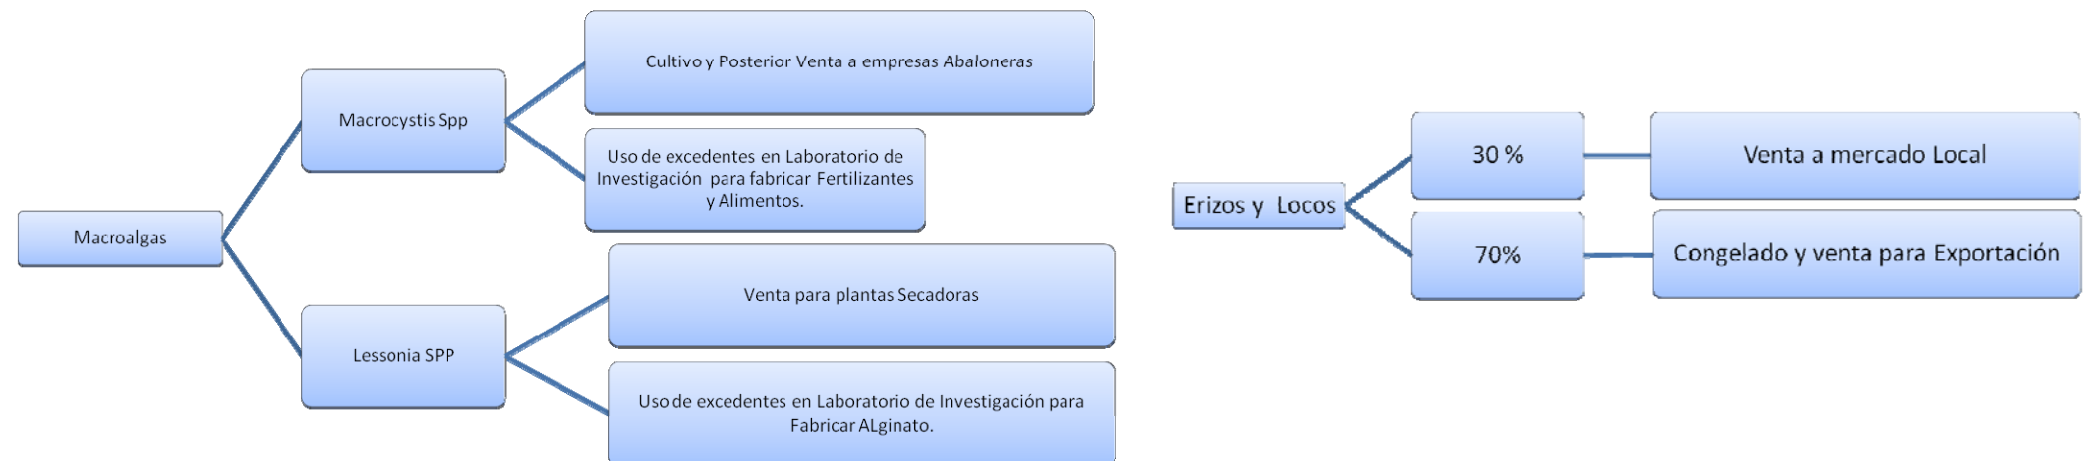 Macroalgas
Macrocystis Spp
Cultivo y Posterior Venta a empresas Abaloneras
Uso de excedentes en Laboratorio de
Investigación para fabricar Fertilizantes
y Alimentos.
Lessonia SPP
Venta para plantas Secadoras
Uso de excedentes en Laboratorio de Investigación para
Fabricar ALginato.
Erizos y Locos
30 %
Venta a mercado Local
70%
Congelado y venta para Exportación